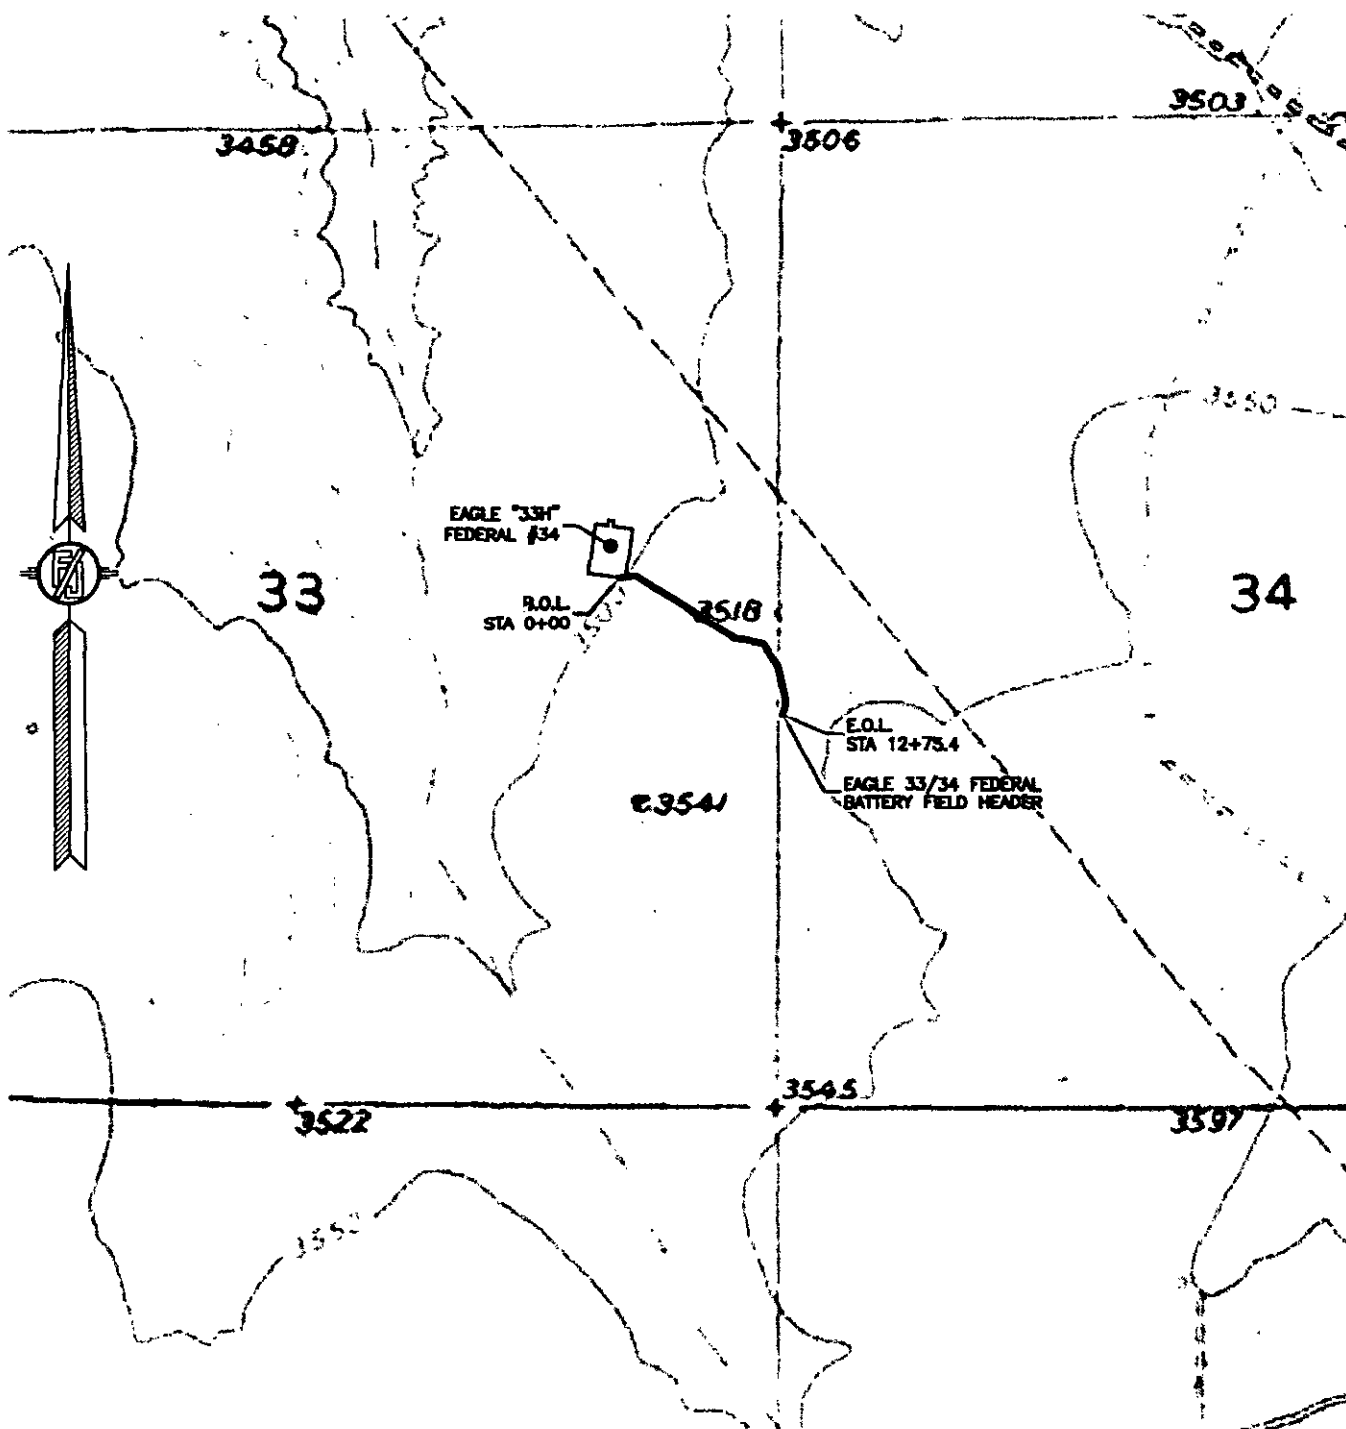 3503
3458
3506
3550
EAGLE "33H"
FEDERAL #34
33
34
B.O.L.
STA 0+00
3518
E.O.L.
STA 12+75.4
EAGLE 33/34 FEDERAL
BATTERY FIELD HEADER
3541
3545
3522
3597